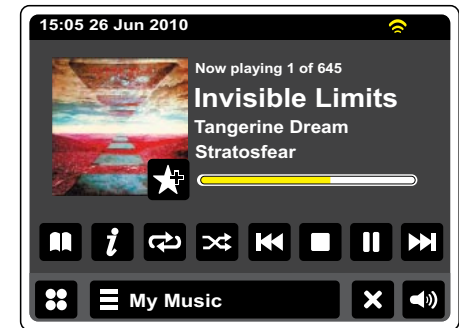 15:05 26 Jun 2010
Now playing 1 of 645
Invisible Limits
Tangerine Dream
Stratosfear
My Music